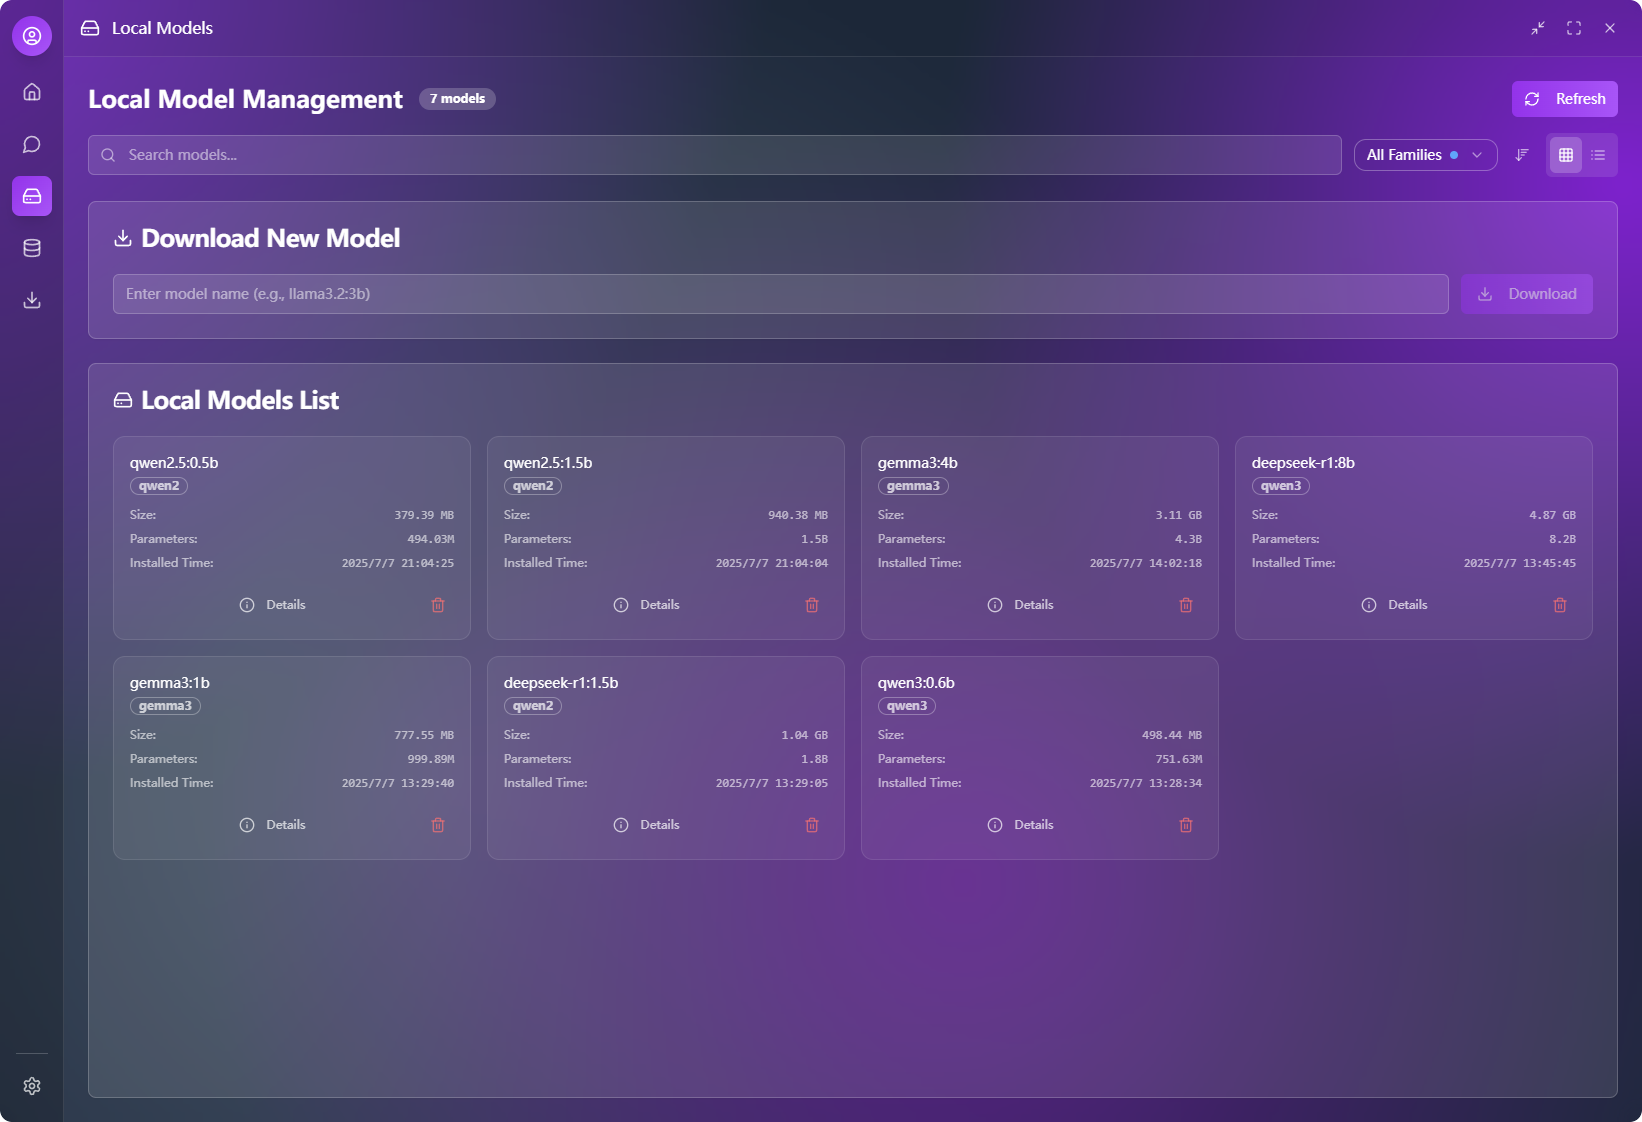 Local Models
Local Model Management
7 models
Refresh
Search models...
All Families
Download New Model
Enter model name (e.g., llama3.2:3b)
Download
Local Models List
qwen2.5:0.5b
qwen2
Size: 379.39 MB
Parameters: 494.03M
Installed Time: 2025/7/7 21:04:25
Details
qwen2.5:1.5b
qwen2
Size: 940.38 MB
Parameters: 1.5B
Installed Time: 2025/7/7 21:04:04
Details
gemma3:4b
gemma3
Size: 3.11 GB
Parameters: 4.3B
Installed Time: 2025/7/7 14:02:18
Details
deepseek-r1:8b
qwen3
Size: 4.87 GB
Parameters: 8.2B
Installed Time: 2025/7/7 13:45:45
Details
gemma3:1b
gemma3
Size: 777.55 MB
Parameters: 999.89M
Installed Time: 2025/7/7 13:29:40
Details
deepseek-r1:1.5b
qwen2
Size: 1.04 GB
Parameters: 1.8B
Installed Time: 2025/7/7 13:29:05
Details
qwen3:0.6b
qwen3
Size: 498.44 MB
Parameters: 751.63M
Installed Time: 2025/7/7 13:28:34
Details